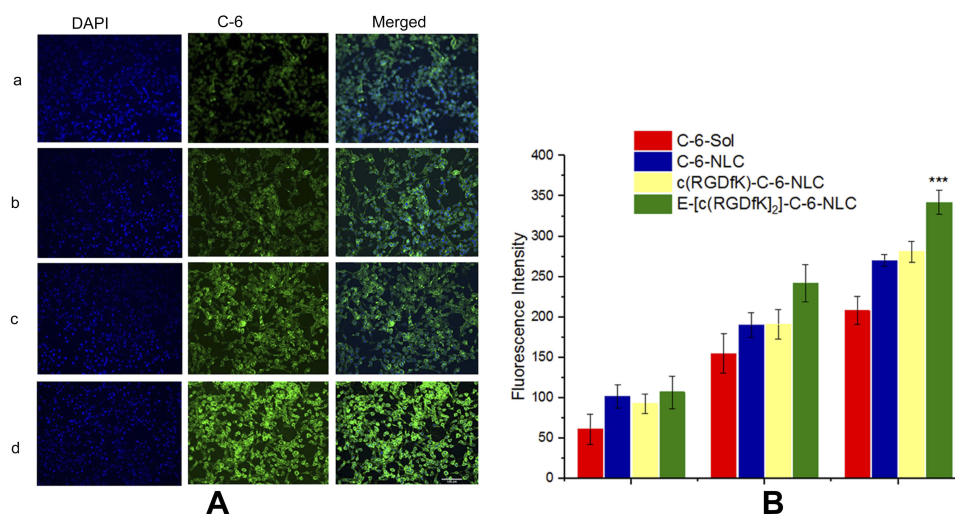 DAPI C-6 Merged
a
b
c
d
A
C-6-Sol
C-6-NLC
c(RGDfK)-C-6-NLC
E-[c(RGDfK]₂]-C-6-NLC
***
Fluorescence Intensity
400
350
300
250
200
150
100
50
0
B